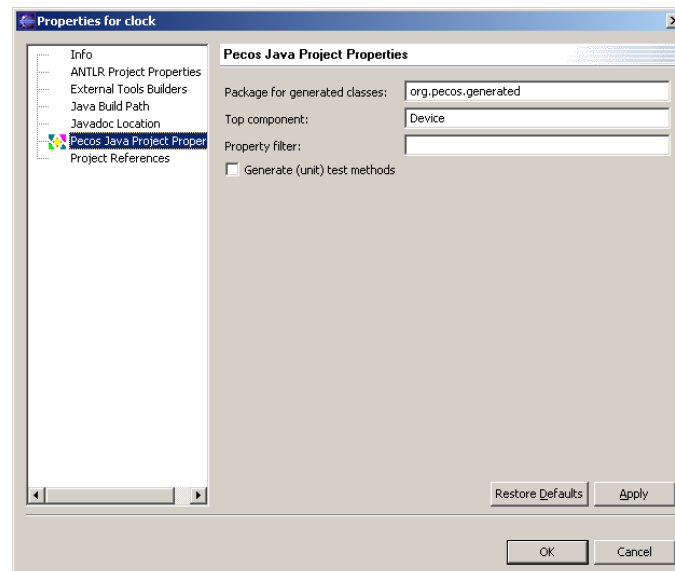 Properties for clock
Info
ANTLR Project Properties
External Tools Builders
Java Build Path
Javadoc Location
Pecos Java Project Proper
Project References
Pecos Java Project Properties
Package for generated classes: org.pecos.generated
Top component: Device
Property filter:
Generate (unit) test methods
Restore Defaults Apply
OK Cancel